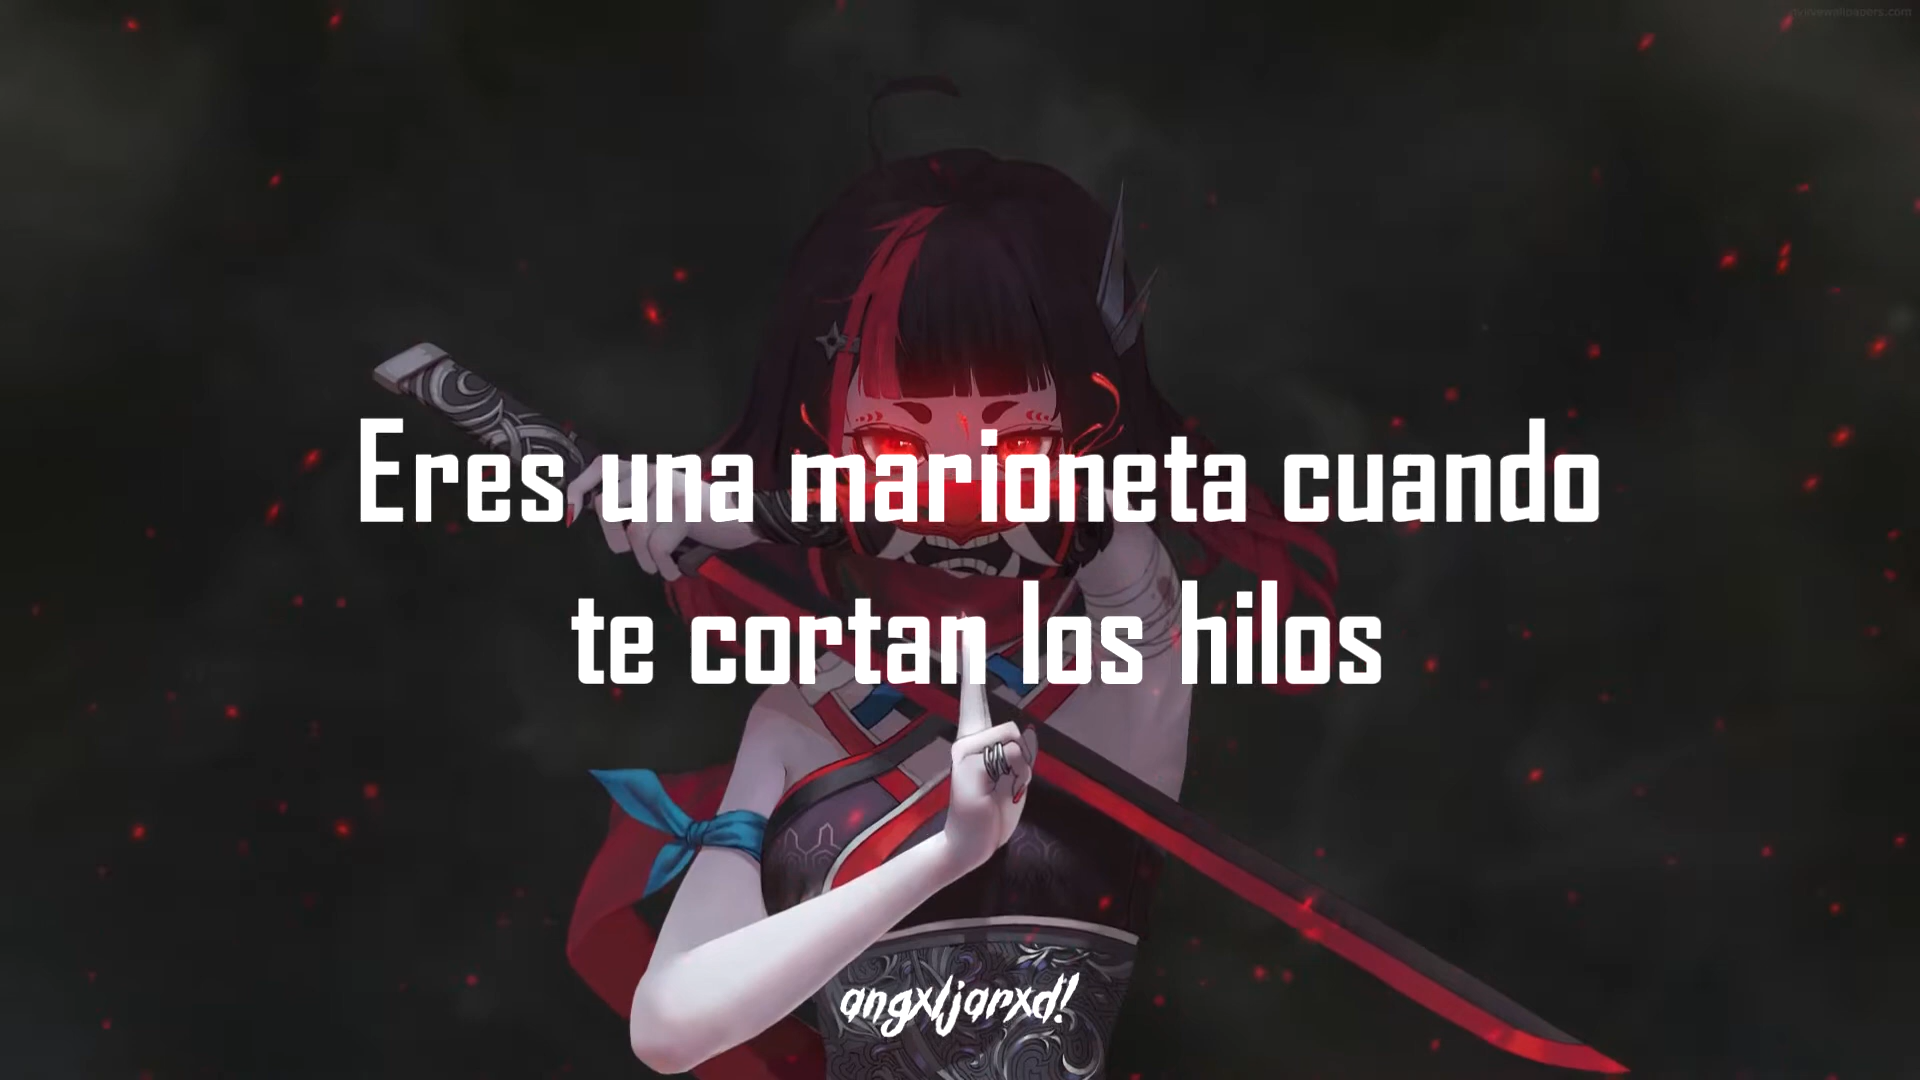 Eres una marioneta cuando
te cortan los hilos
angxljarxd!